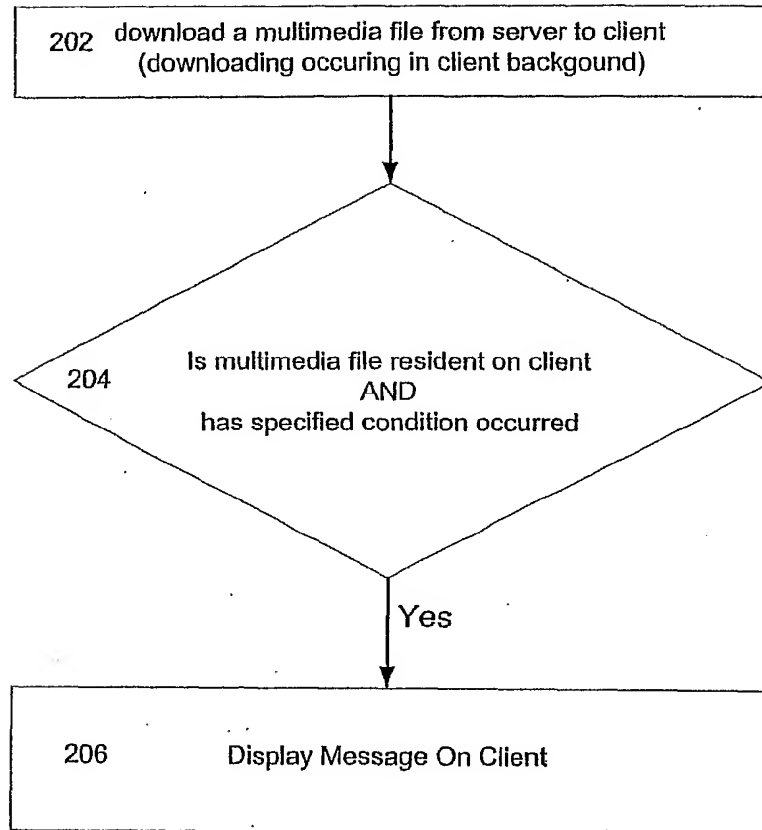 202 download a multimedia file from server to client
(downloading occuring in client backgound)
204 Is multimedia file resident on client
AND
has specified condition occurred
Yes
206 Display Message On Client